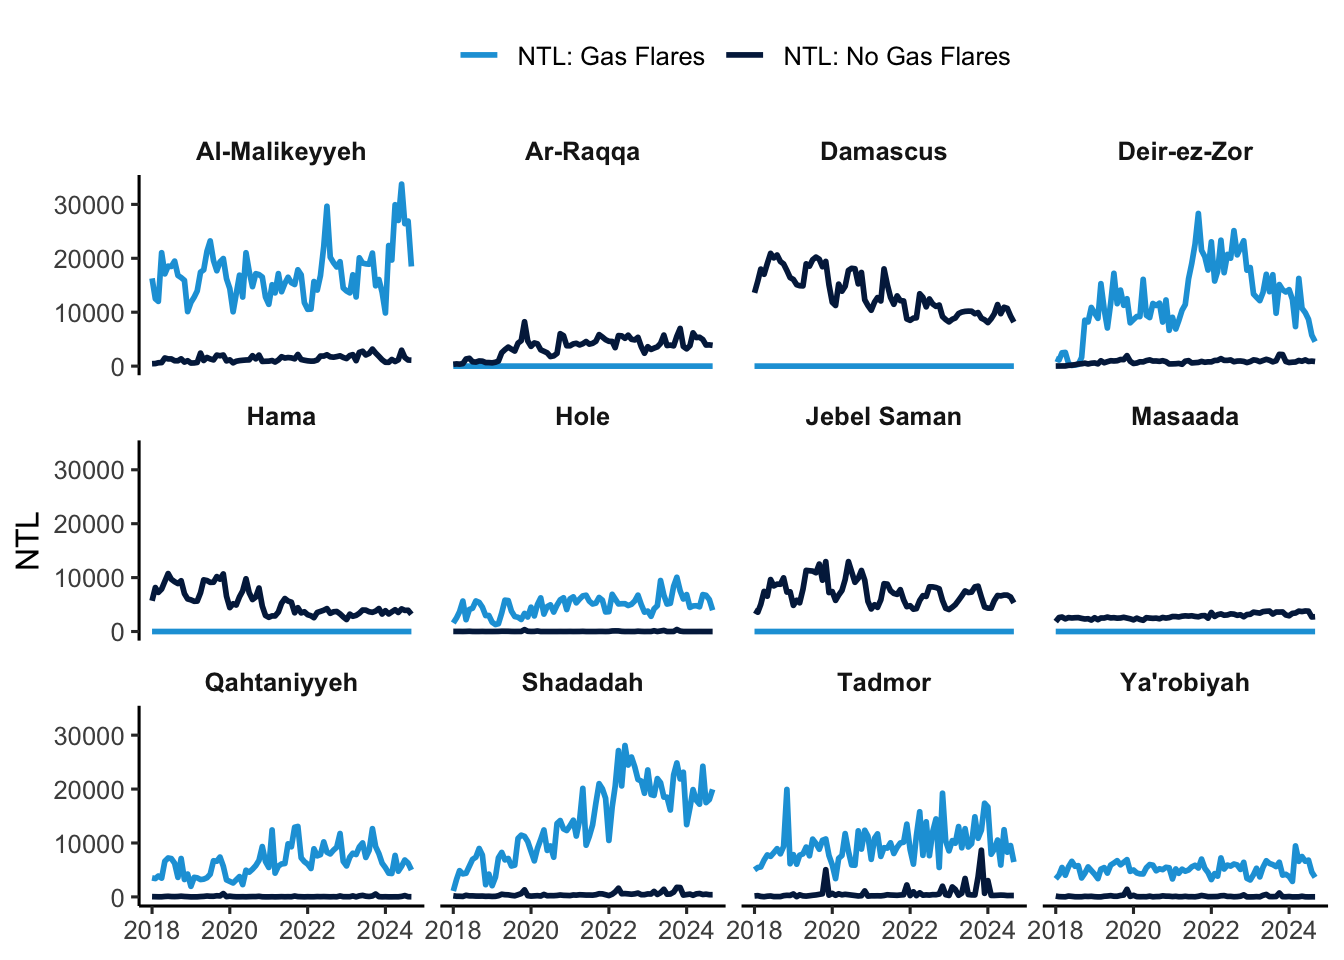 NTL: Gas Flares NTL: No Gas Flares
Al-Malikeyyeh Ar-Raqqa Damascus Deir-ez-Zor
30000
20000
10000
0
Hama Hole Jebel Saman Masaada
30000
20000
10000
0
NTL
Qahtaniyyeh Shadadah Tadmor Ya'robiyah
30000
20000
10000
0
2018 2020 2022 2024 2018 2020 2022 2024 2018 2020 2022 2024 2018 2020 2022 2024